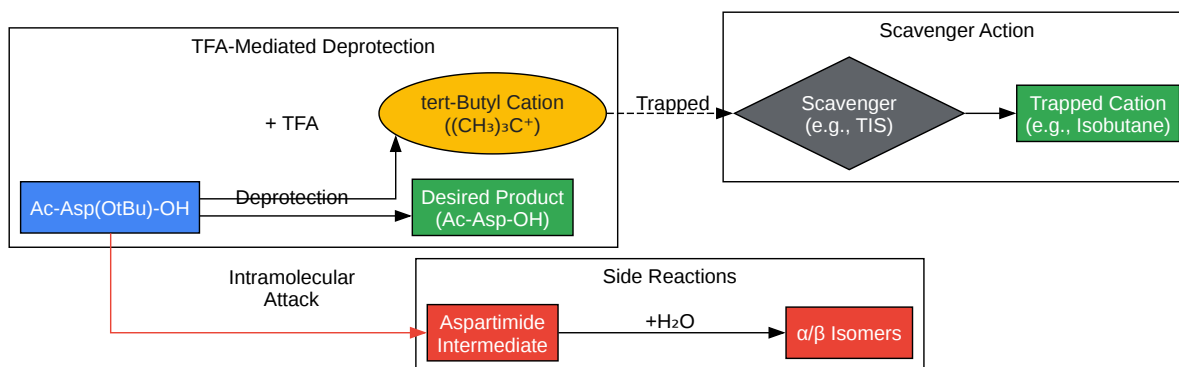 TFA-Mediated Deprotection
Scavenger Action
+ TFA
tert-Butyl Cation
((CH₃)₃C⁺)
Trapped
Scavenger
(e.g., TIS)
Trapped Cation
(e.g., Isobutane)
Ac-Asp(OtBu)-OH
Deprotection
Desired Product
(Ac-Asp-OH)
Intramolecular
Attack
Side Reactions
Aspartimide
Intermediate
+H₂O
α/β Isomers